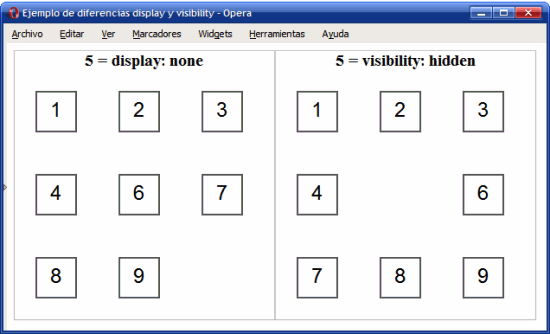 Ejemplo de diferencias display y visibility - Opera
Archivo Editar Ver Marcadores Widgets Herramientas Ayuda
5 = display: none
1 2 3
4 6 7
8 9
5 = visibility: hidden
1 2 3
4 6
7 8 9